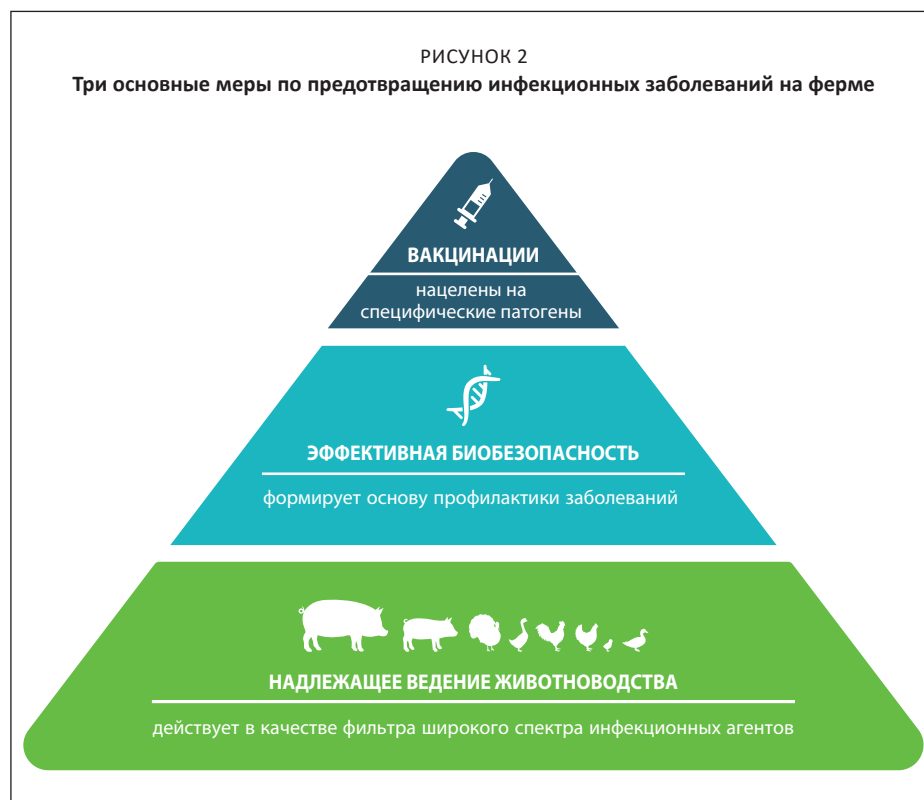 РИСУНОК 2
Три основные меры по предотвращению инфекционных заболеваний на ферме
ВАКЦИНАЦИИ
нацелены на
специфические патогены
ЭФФЕКТИВНАЯ БИОБЕЗОПАСНОСТЬ
формирует основу профилактики заболеваний
НАДЛЕЖАЩЕЕ ВЕДЕНИЕ ЖИВОТНОВОДСТВА
действует в качестве фильтра широкого спектра инфекционных агентов